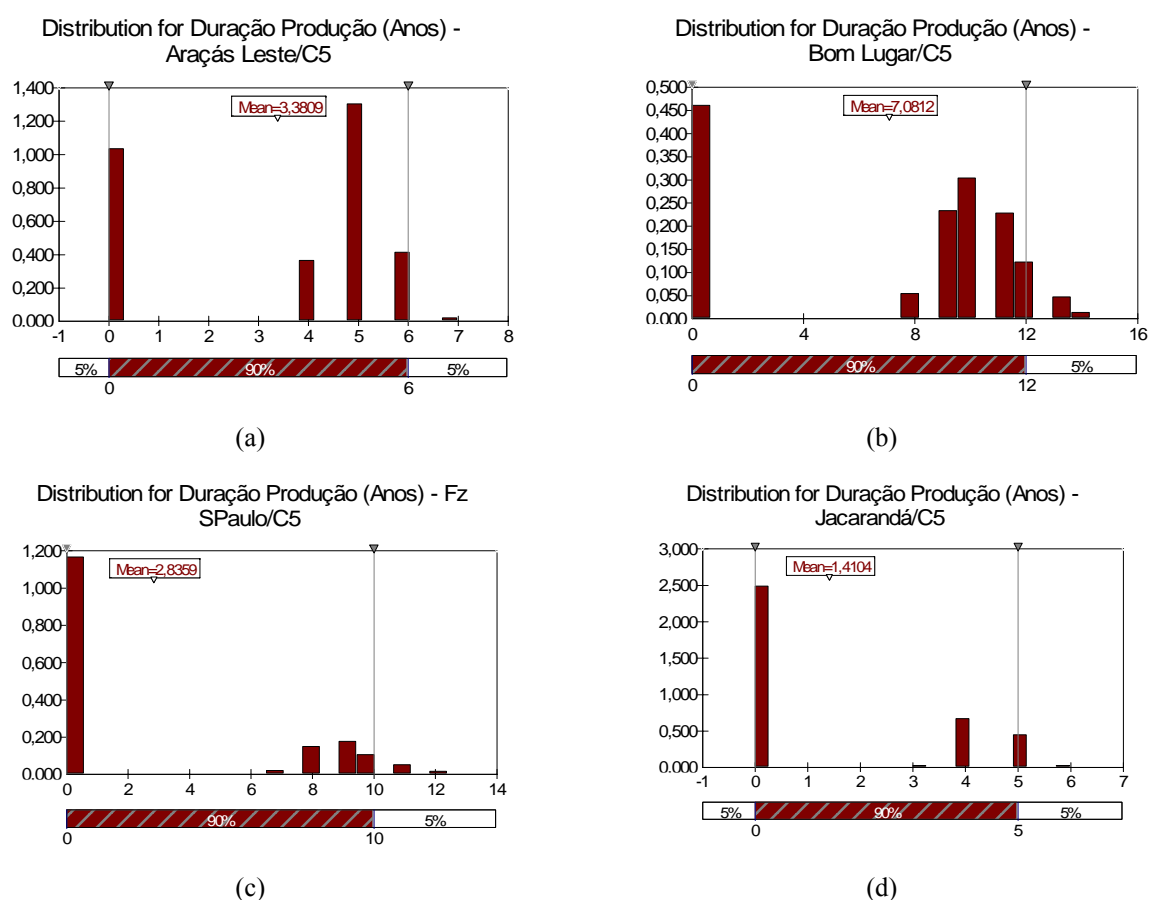 Distribution for Duração Produção (Anos) -
Araçás Leste/C5
1,400
1,200
1,000
0,800
0,600
0,400
0,200
0,000
Mean=3,3809
-1 0 1 2 3 4 5 6 7 8
5% 90% 5%
0 6
(a)
Distribution for Duração Produção (Anos) -
Bom Lugar/C5
0,500
0,450
0,400
0,350
0,300
0,250
0,200
0,150
0,100
0,050
0,000
Mean=7,0812
0 4 8 12 16
90% 5%
0 12
(b)
Distribution for Duração Produção (Anos) - Fz
SPaulo/C5
1,200
1,000
0,800
0,600
0,400
0,200
0,000
Mean=2,8359
0 2 4 6 8 10 12 14
90% 5%
0 10
(c)
Distribution for Duração Produção (Anos) -
Jacarandá/C5
3,000
2,500
2,000
1,500
1,000
0,500
0,000
Mean=1,4104
-1 0 1 2 3 4 5 6 7
5% 90% 5%
0 5
(d)